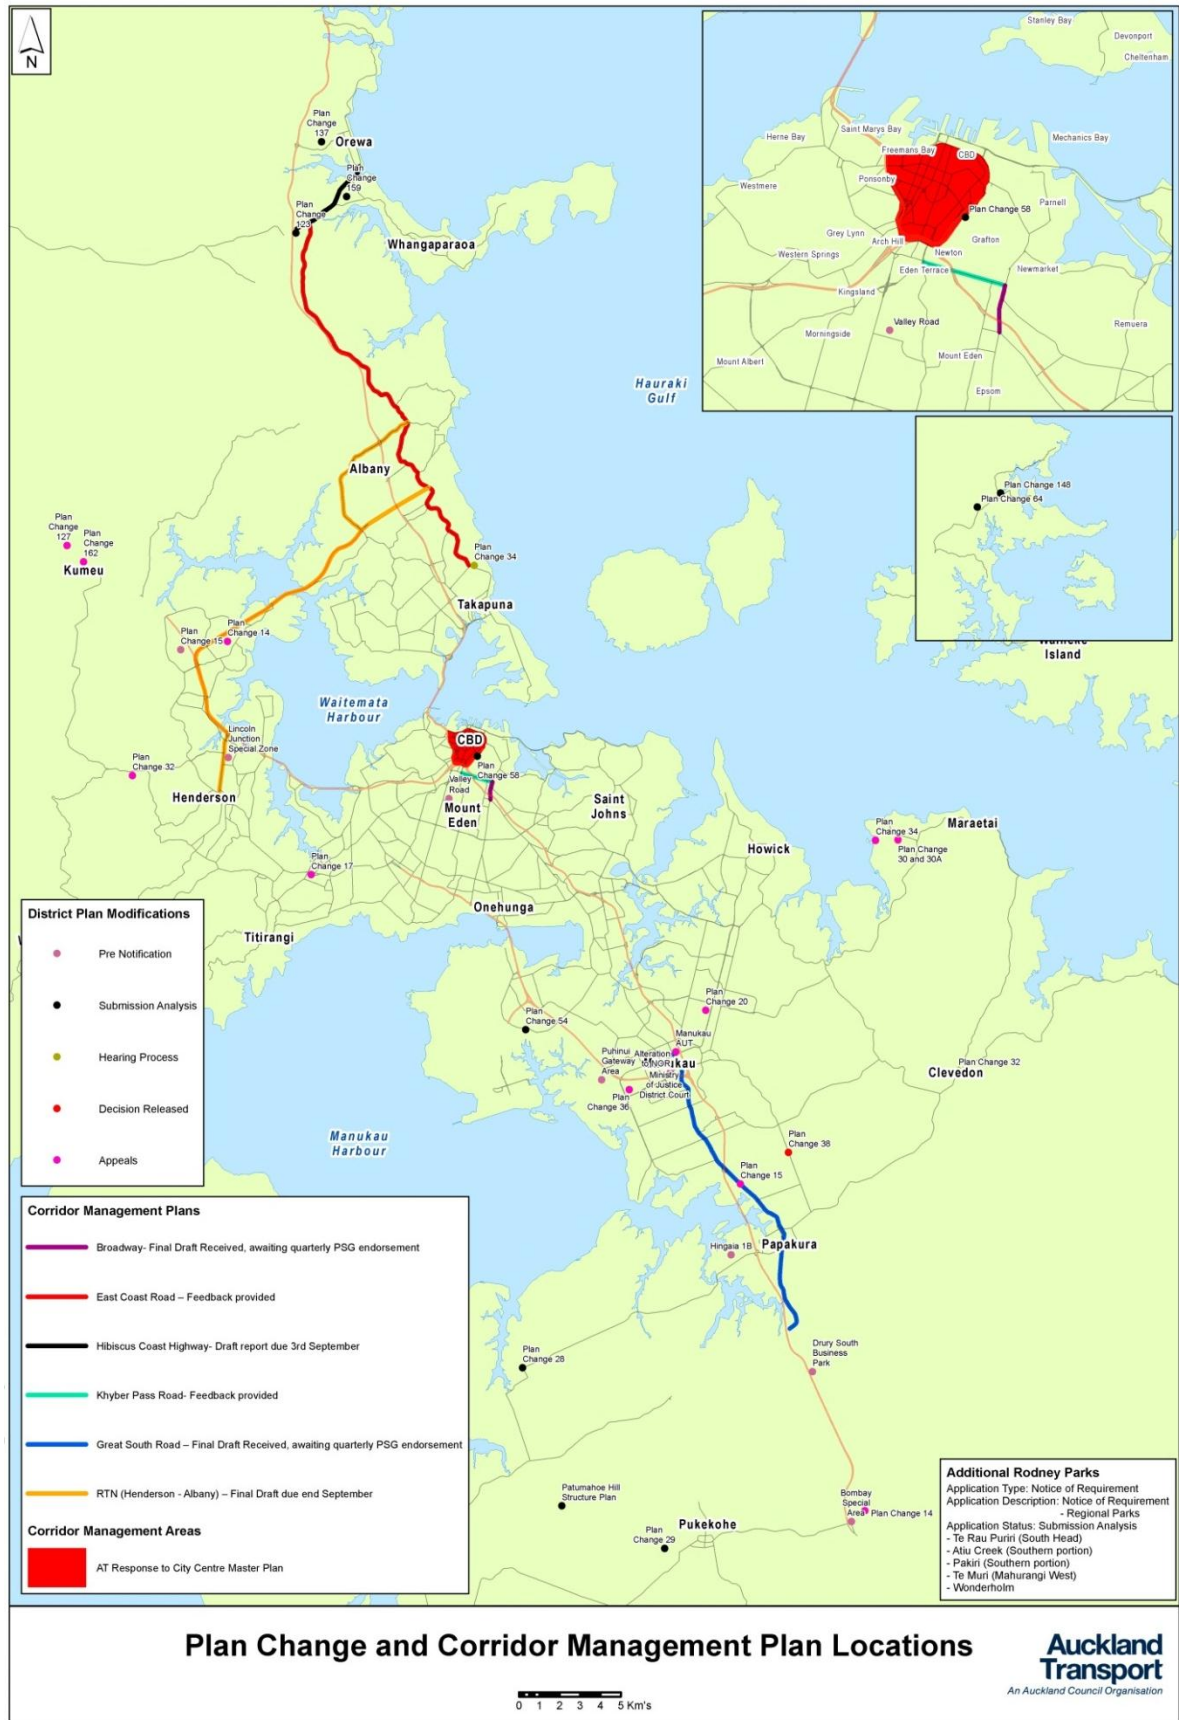 N
Plan
Change
137
Orewa
Plan
Change
159
Plan
Change
123
Whangaparaoa
Hauraki
Gulf
Albany
Plan
Change
127
Plan
Change
162
Kumeu
Plan
Change 34
Takapuna
Plan
Change 15
Plan
Change 14
Waitemata
Harbour
Lincoln
Junction
Special Zone
Plan
Change 32
Henderson
CBD
Plan
Change 58
Valley
Road
Mount
Eden
Saint
Johns
Howick
Plan
Change 34
Plan Change
30 and 30A
Maraetai
Island
Plan
Change 17
Onehunga
Titirangi
Plan
Change 54
Plan
Change 20
Manukau
AUT
Puhinui
Gateway
Area
Alteration
to NOR
Ministry
of Justice
District Court
Plan
Change 36
Plan Change 32
Clevedon
Manukau
Harbour
Plan
Change 38
Plan
Change 15
Hingaia 1B
Papakura
Plan
Change 28
Drury South
Business
Park
Patumahoe Hill
Structure Plan
Plan
Change 29
Pukekohe
Bombay
Special
Area
Plan Change 14
Stanley Bay
Devonport
Cheltenham
Herne Bay
Saint Marys Bay
Freemans Bay
CBD
Mechanics Bay
Westmere
Ponsonby
Plan Change 58
Parnell
Grey Lynn
Arch Hill
Grafton
Western Springs
Newton
Eden Terrace
Newmarket
Kingsland
Morningside
Valley Road
Remuera
Mount Albert
Mount Eden
Epsom
Plan Change 148
Plan Change 64
District Plan Modifications
Pre Notification
Submission Analysis
Hearing Process
Decision Released
Appeals
Corridor Management Plans
Broadway- Final Draft Received, awaiting quarterly PSG endorsement
East Coast Road – Feedback provided
Hibiscus Coast Highway- Draft report due 3rd September
Khyber Pass Road- Feedback provided
Great South Road – Final Draft Received, awaiting quarterly PSG endorsement
RTN (Henderson - Albany) – Final Draft due end September
Corridor Management Areas
AT Response to City Centre Master Plan
Additional Rodney Parks
Application Type: Notice of Requirement
Application Description: Notice of Requirement
- Regional Parks
Application Status: Submission Analysis
- Te Rau Puriri (South Head)
- Atiu Creek (Southern portion)
- Pakiri (Southern portion)
- Te Muri (Mahurangi West)
- Wonderholm
Plan Change and Corridor Management Plan Locations
0 1 2 3 4 5 Km's
Auckland
Transport
An Auckland Council Organisation